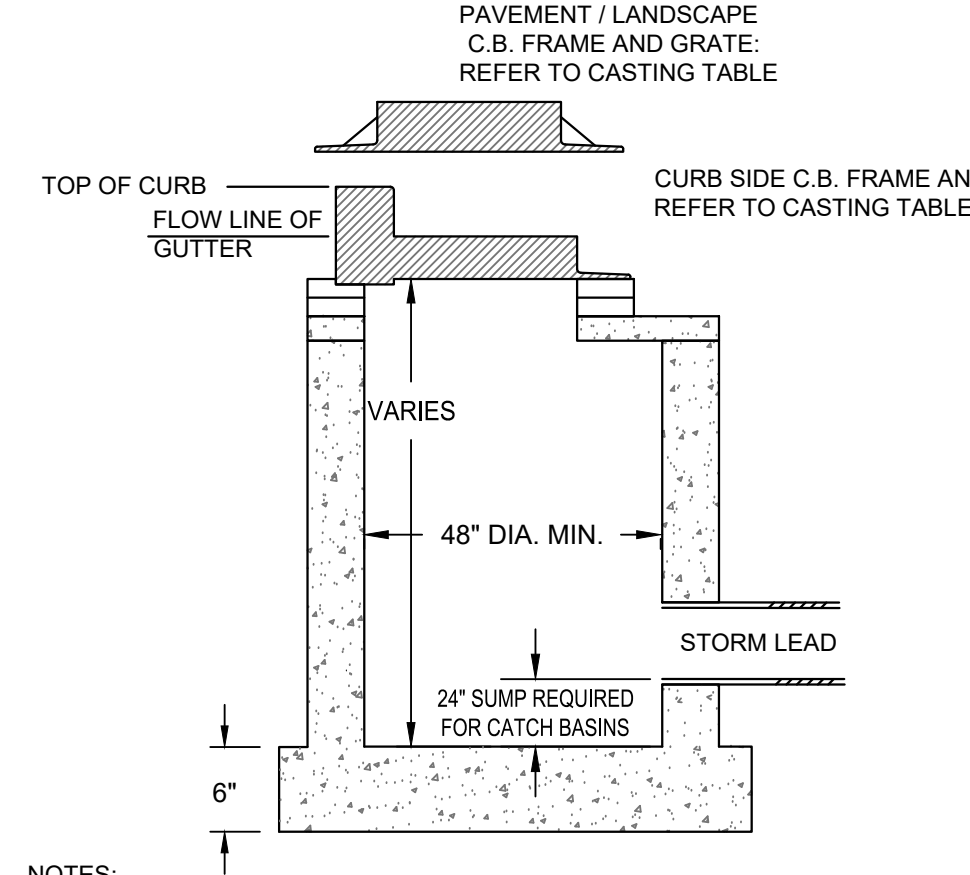 PAVEMENT / LANDSCAPE
C.B. FRAME AND GRATE:
REFER TO CASTING TABLE
TOP OF CURB
FLOW LINE OF
GUTTER
CURB SIDE C.B. FRAME AN
REFER TO CASTING TABLE
VARIES
48" DIA. MIN.
STORM LEAD
24" SUMP REQUIRED
FOR CATCH BASINS
6"
NOTES: